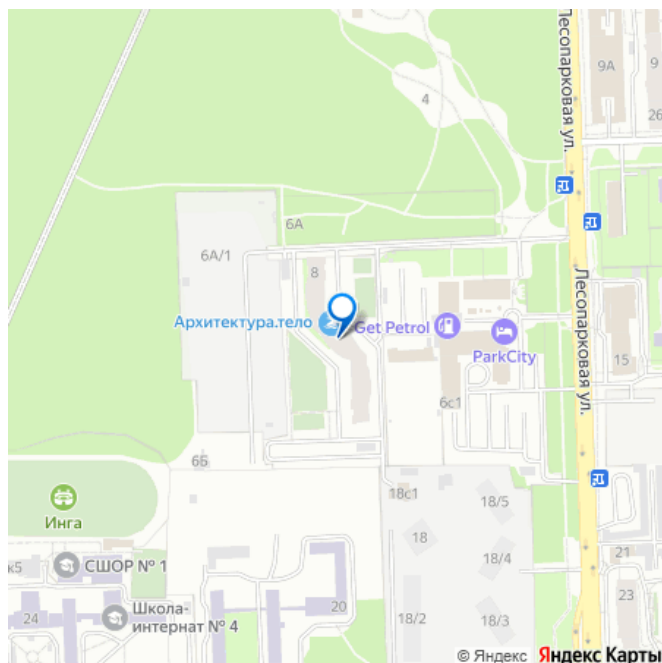 Лесопарковая ул.
9А
9
26
4
6А
6А/1
8
Архитектура.тело
Get Petrol
ParkCity
Лесопарковая ул.
15
6с1
6Б
18с1
18/5
Инга
18
18/4
21
к5
СШОР № 1
23
24
Школа-
интернат № 4
20
18/2
18/3
© Яндекс Яндекс Карты